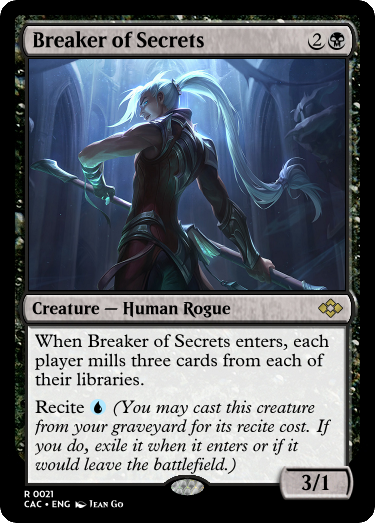 Breaker of Secrets 2
Creature — Human Rogue
When Breaker of Secrets enters, each
player mills three cards from each of
their libraries.
Recite (You may cast this creature
from your graveyard for its recite cost. If
you do, exile it when it enters or if it
would leave the battlefield.)
3/1
R 0021
CAC • ENG Jean Go